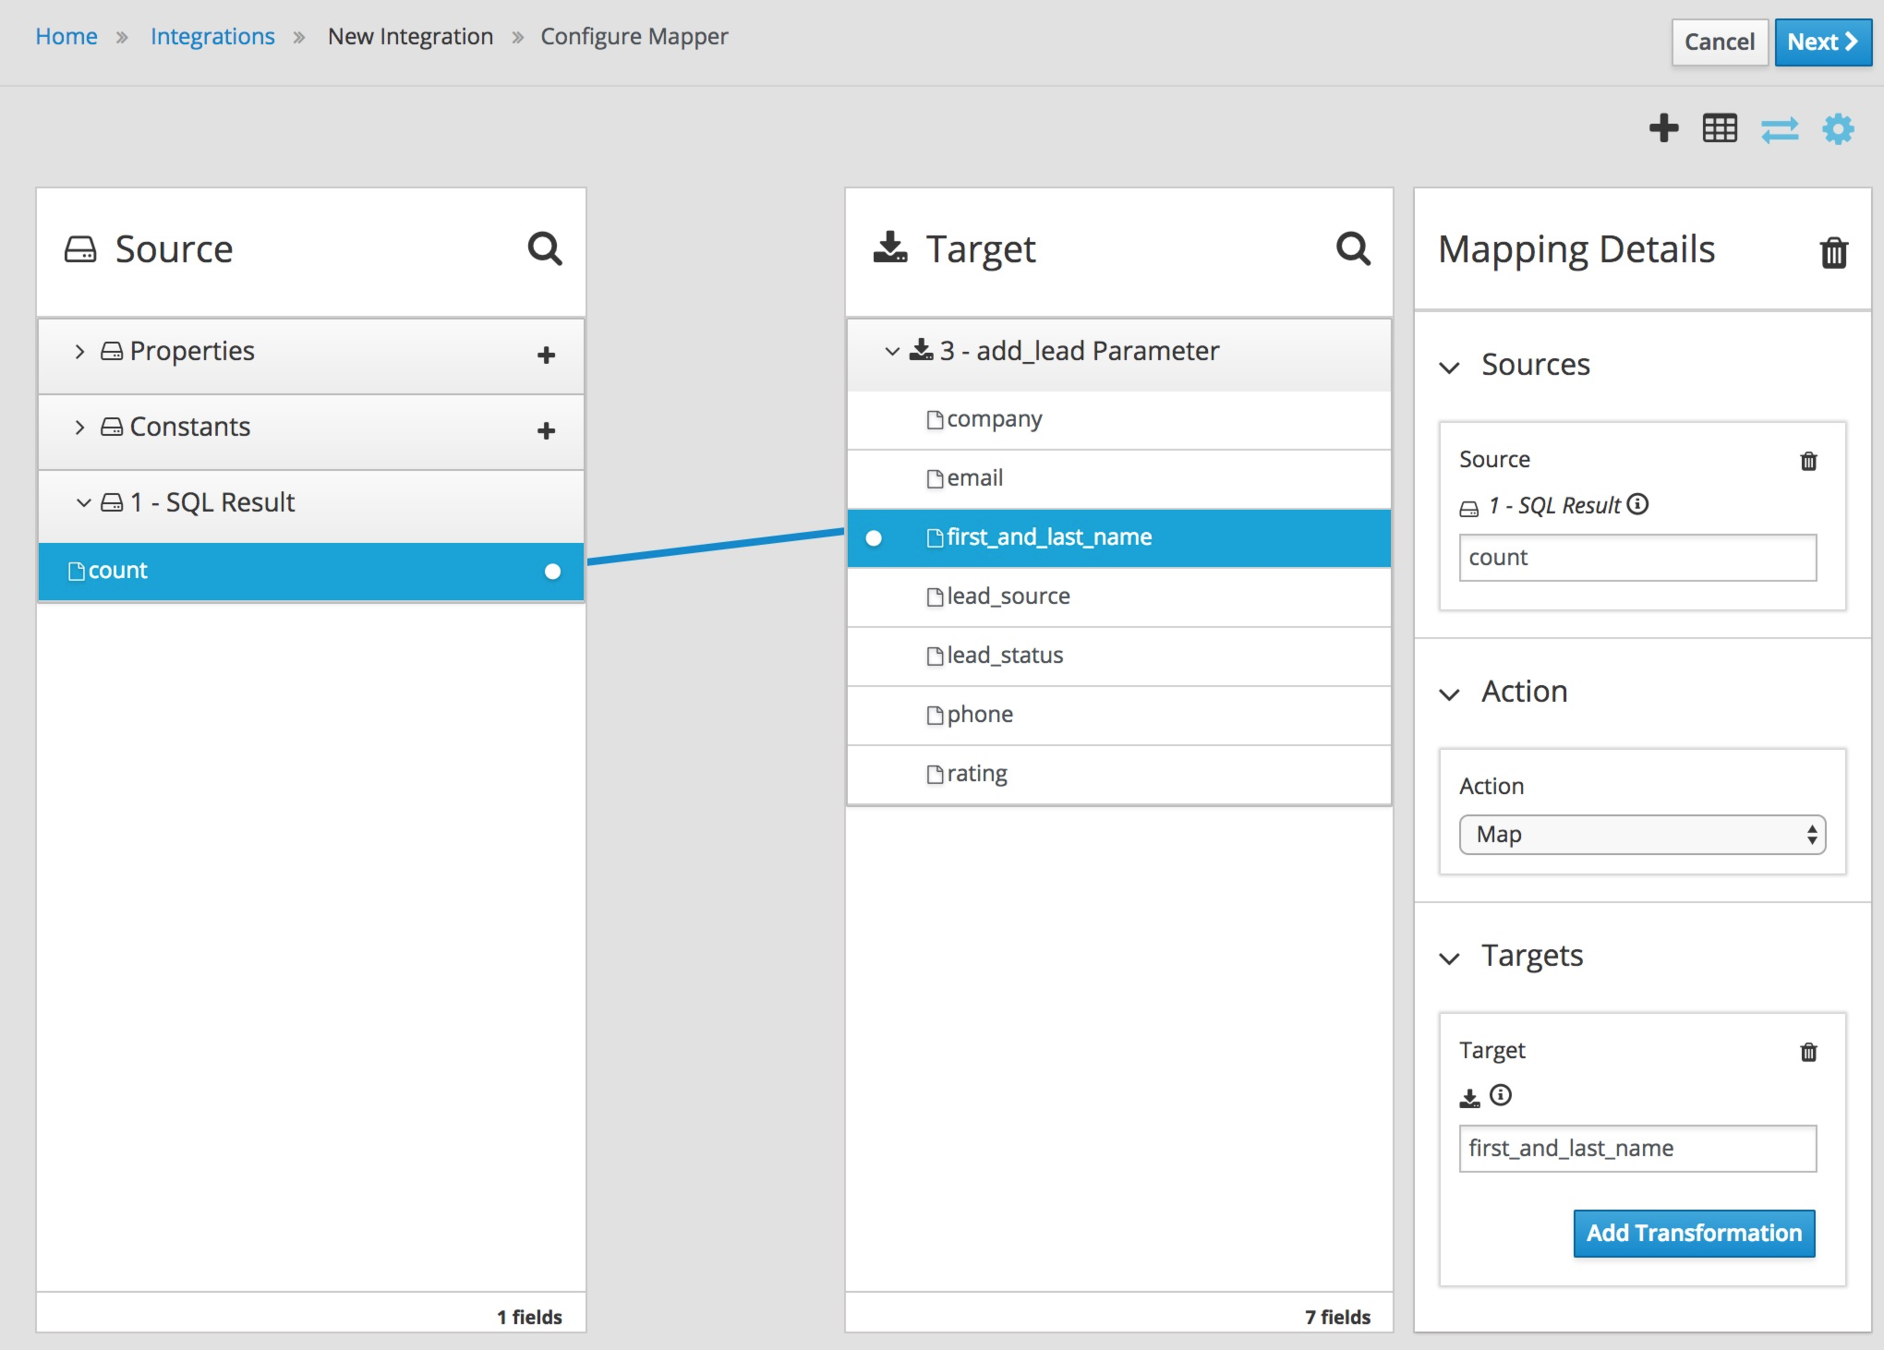 Home » Integrations » New Integration » Configure Mapper
Cancel
Next
Source
Properties
Constants
1 - SQL Result
count
1 fields
Target
3 - add_lead Parameter
company
email
first_and_last_name
lead_source
lead_status
phone
rating
7 fields
Mapping Details
Sources
Source
1 - SQL Result
count
Action
Action
Map
Targets
Target
first_and_last_name
Add Transformation